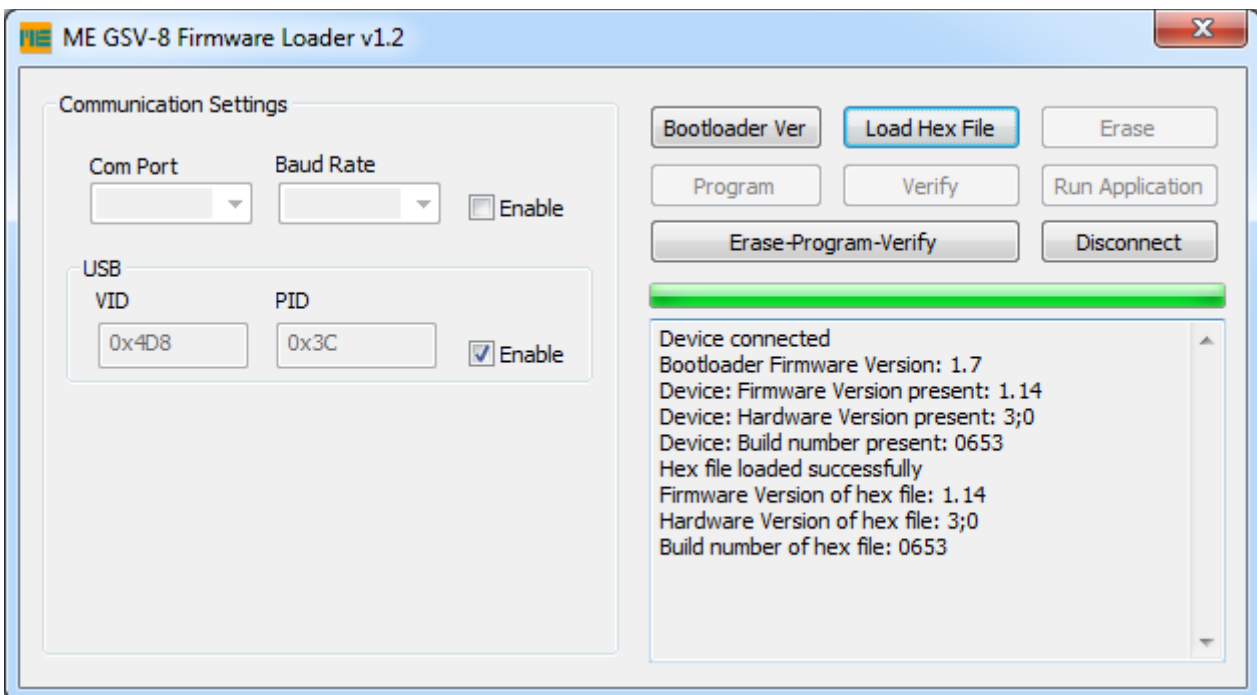 ME ME GSV-8 Firmware Loader v1.2
Communication Settings
Com Port Baud Rate
Enable
USB
VID PID
0x4D8 0x3C Enable
Bootloader Ver Load Hex File Erase
Program Verify Run Application
Erase-Program-Verify Disconnect
Device connected
Bootloader Firmware Version: 1.7
Device: Firmware Version present: 1.14
Device: Hardware Version present: 3;0
Device: Build number present: 0653
Hex file loaded successfully
Firmware Version of hex file: 1.14
Hardware Version of hex file: 3;0
Build number of hex file: 0653